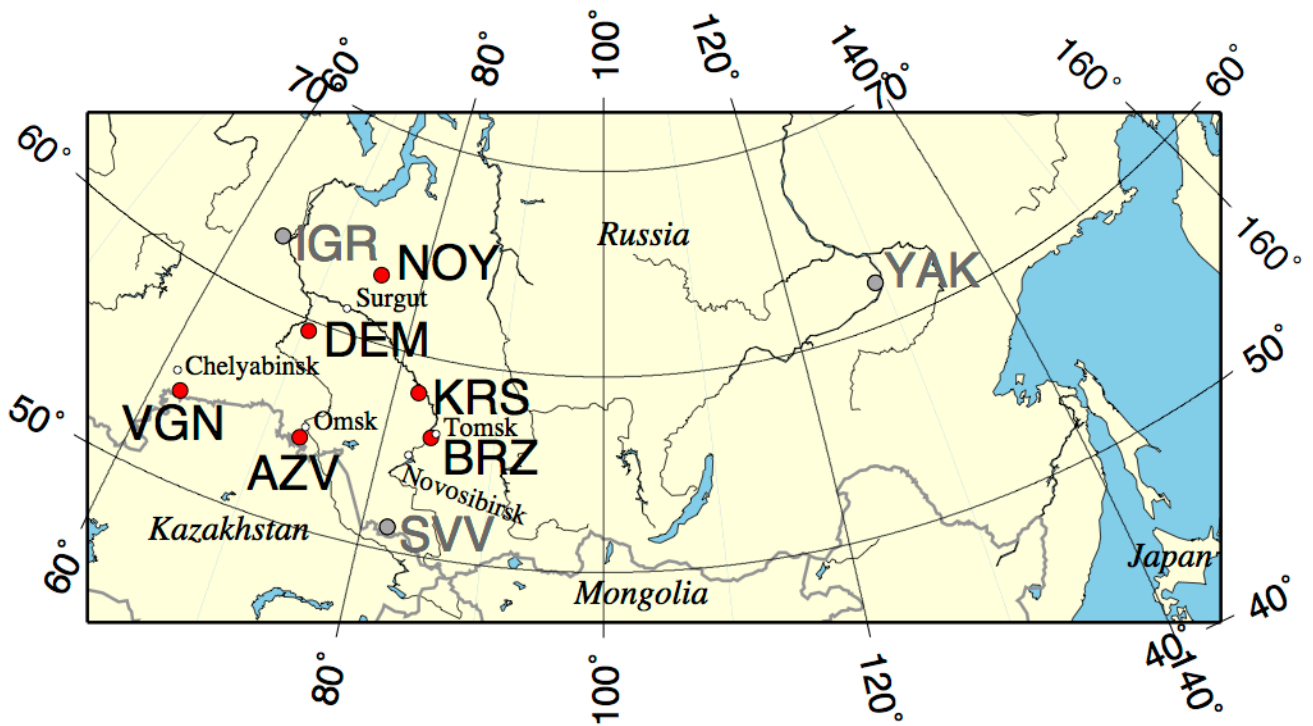 70° 60° 80° 100° 120° 140° 70° 160° 60°
60°
IGR
Russia
NOY
YAK
160°
Surgut
DEM
Chelyabinsk
50°
KRS
50°
VGN
Omsk
Tomsk
AZV
BRZ
Novosibirsk
Kazakhstan
SVV
Japan
60°
Mongolia
40°
80° 100° 120° 40° 140°